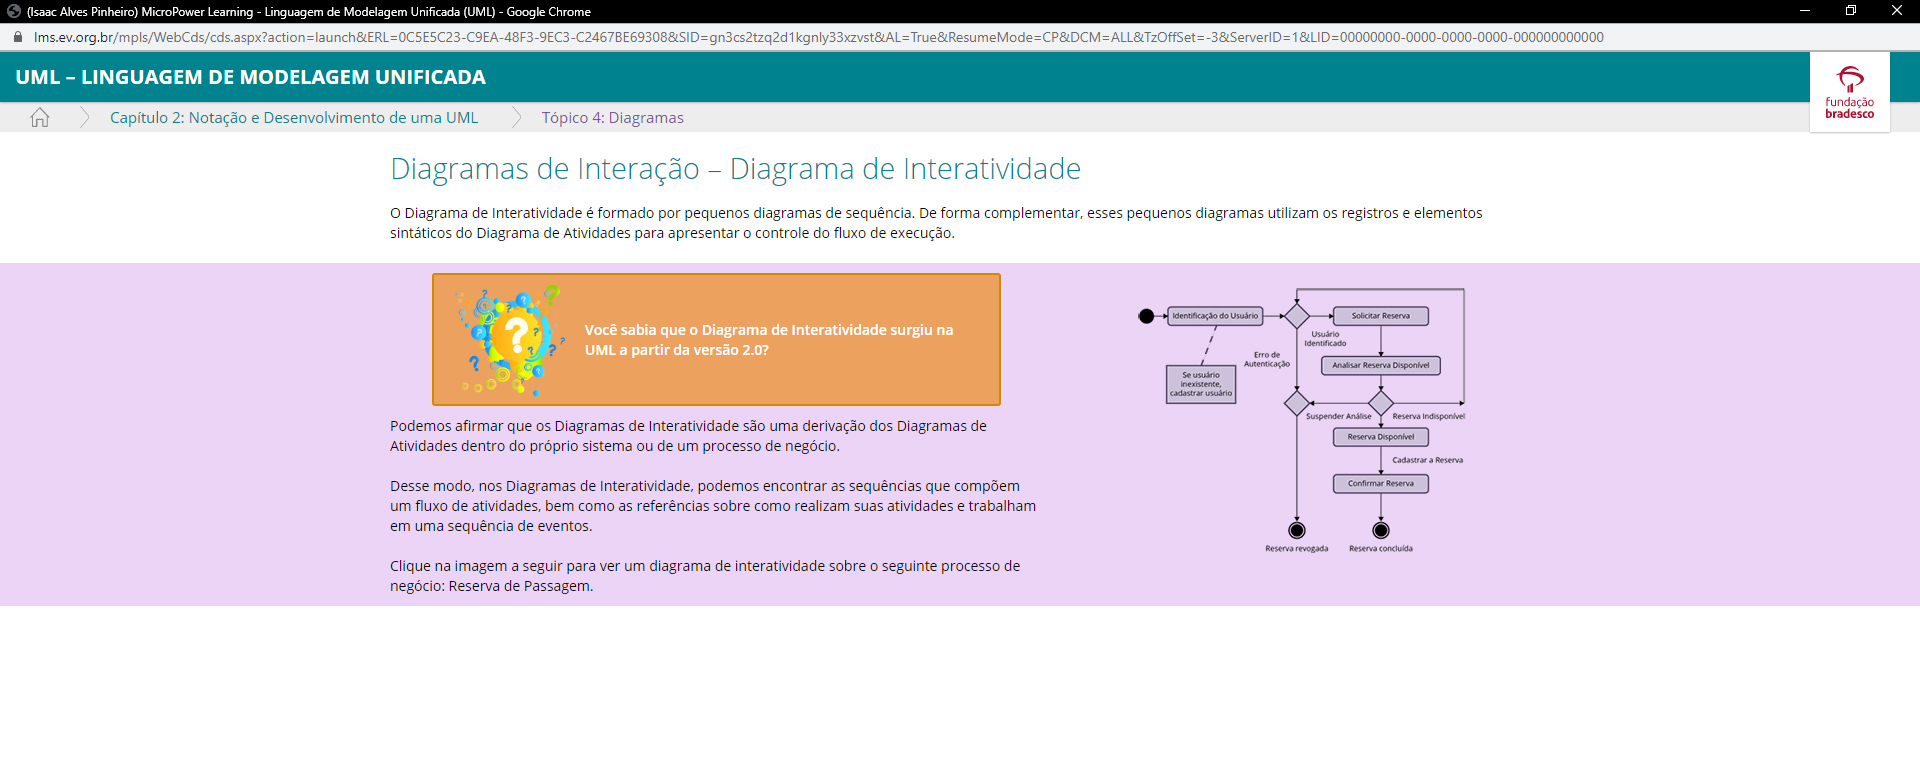 (Isaac Alves Pinheiro) MicroPower Learning - Linguagem de Modelagem Unificada (UML) - Google Chrome
lms.ev.org.br/mpls/WebCds/cds.aspx?action=launch&ERL=0C5E5C23-C9EA-48F3-9EC3-C2467BE69308&SID=gn3cs2tzq2d1kgnly33xzvst&AL=True&ResumeMode=CP&DCM=ALL&TzOffSet=-3&ServerID=1&LID=00000000-0000-0000-0000-000000000000
UML – LINGUAGEM DE MODELAGEM UNIFICADA
fundação
bradesco
Capítulo 2: Notação e Desenvolvimento de uma UML
Tópico 4: Diagramas
Diagramas de Interação – Diagrama de Interatividade
O Diagrama de Interatividade é formado por pequenos diagramas de sequência. De forma complementar, esses pequenos diagramas utilizam os registros e elementos
sintáticos do Diagrama de Atividades para apresentar o controle do fluxo de execução.
Você sabia que o Diagrama de Interatividade surgiu na
UML a partir da versão 2.0?
Podemos afirmar que os Diagramas de Interatividade são uma derivação dos Diagramas de
Atividades dentro do próprio sistema ou de um processo de negócio.
Desse modo, nos Diagramas de Interatividade, podemos encontrar as sequências que compõem
um fluxo de atividades, bem como as referências sobre como realizam suas atividades e trabalham
em uma sequência de eventos.
Clique na imagem a seguir para ver um diagrama de interatividade sobre o seguinte processo de
negócio: Reserva de Passagem.
Identificação do Usuário
Solicitar Reserva
Usuário
Identificado
Erro de
Autenticação
Analisar Reserva Disponível
Se usuário
inexistente,
cadastrar usuário
Suspender Análise
Reserva Indisponível
Reserva Disponível
Cadastrar a Reserva
Confirmar Reserva
Reserva revogada
Reserva concluída